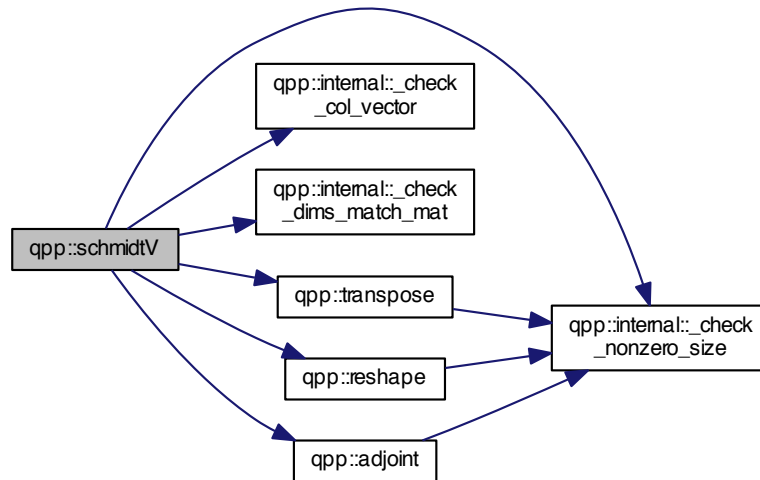 qpp::schmidtV
qpp::internal::_check
_col_vector
qpp::internal::_check
_dims_match_mat
qpp::transpose
qpp::reshape
qpp::adjoint
qpp::internal::_check
_nonzero_size